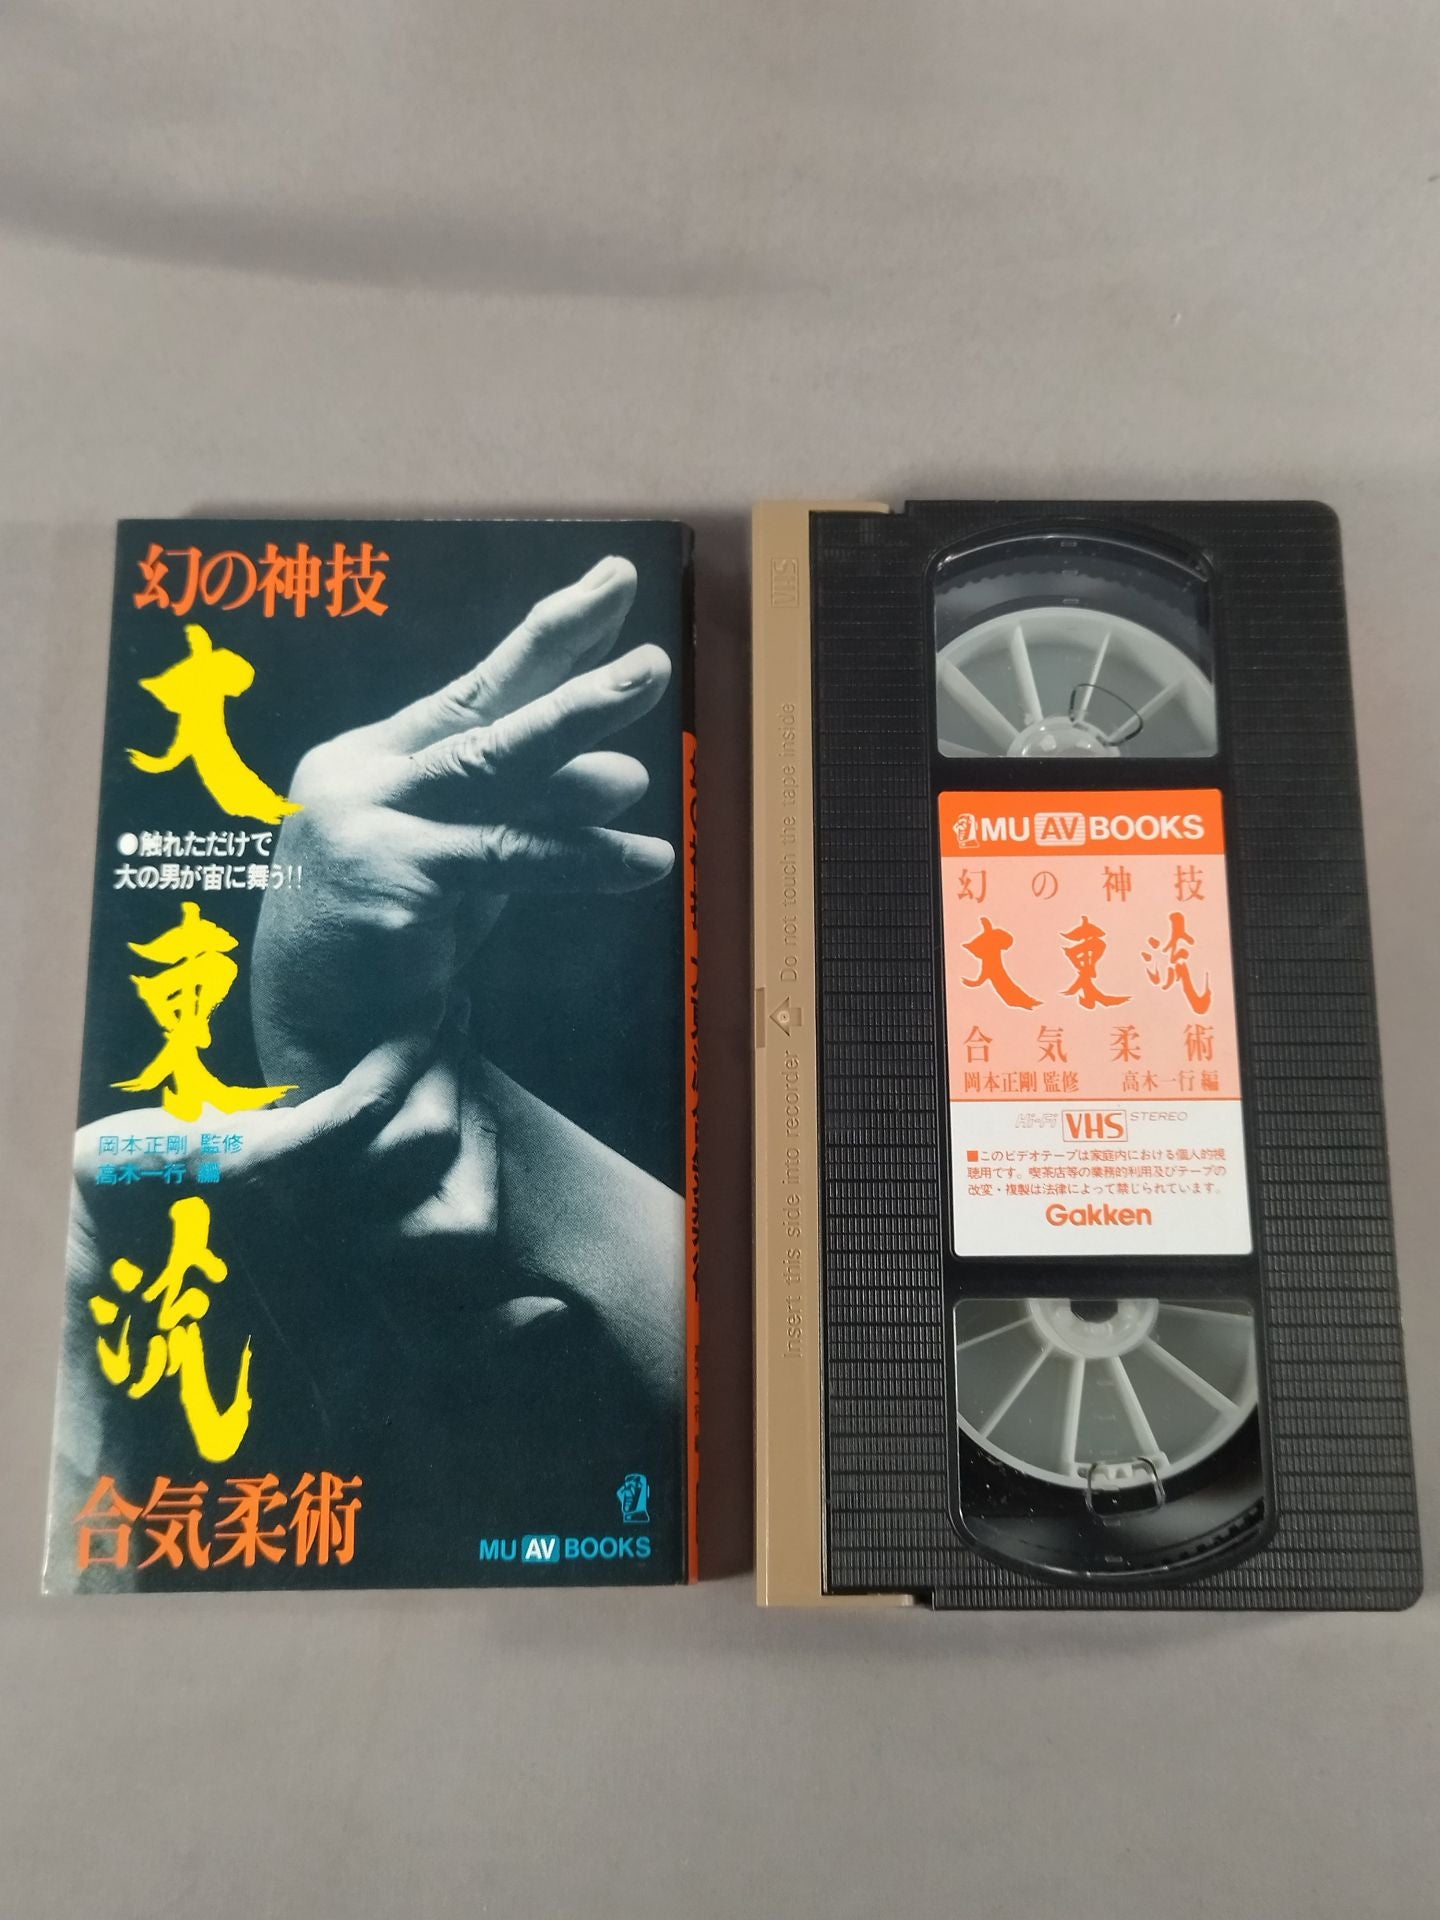 幻の神技
大東流
●触れただけで
大の男が宙に舞う!!
岡本正剛 監修
高木一行 編
合気柔術
MU AV BOOKS
VHS
Insert this side into recorder Do not touch the tape inside
MU AV BOOKS
幻の神技
大東流
合気柔術
岡本正剛 監修 高木一行 編
Hi-Fi VHS STEREO
■このビデオテープは家庭内における個人的視
聴用です。喫茶店等の業務的利用及びテープの
改変・複製は法律によって禁じられています。
Gakken